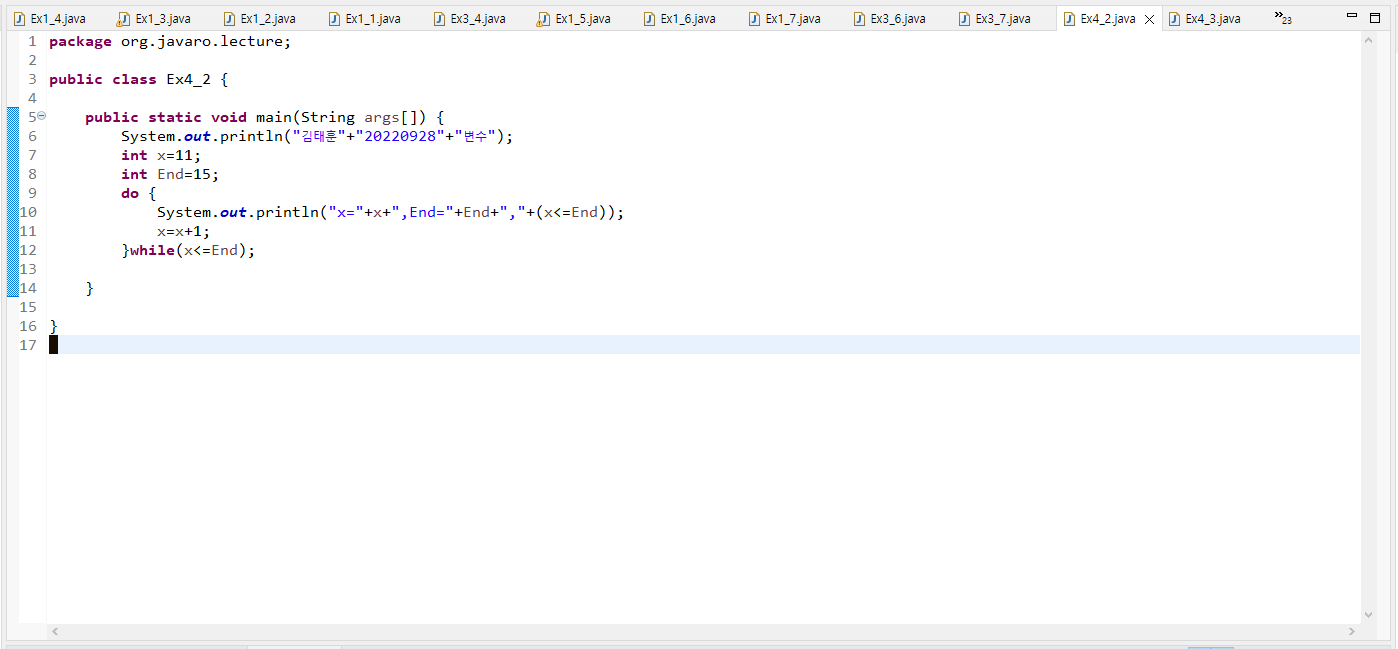 Ex1_4.java Ex1_3.java Ex1_2.java Ex1_1.java Ex3_4.java Ex1_5.java Ex1_6.java Ex1_7.java Ex3_6.java Ex3_7.java Ex4_2.java Ex4_3.java 23
1 package org.javaro.lecture;
2
3 public class Ex4_2 {
4
5 public static void main(String args[]) {
6 System.out.println("김태훈"+"20220928"+"변수");
7 int x=11;
8 int End=15;
9 do {
10 System.out.println("x="+x+",End="+End+","+(x<=End));
11 x=x+1;
12 }while(x<=End);
13
14 }
15
16 }
17